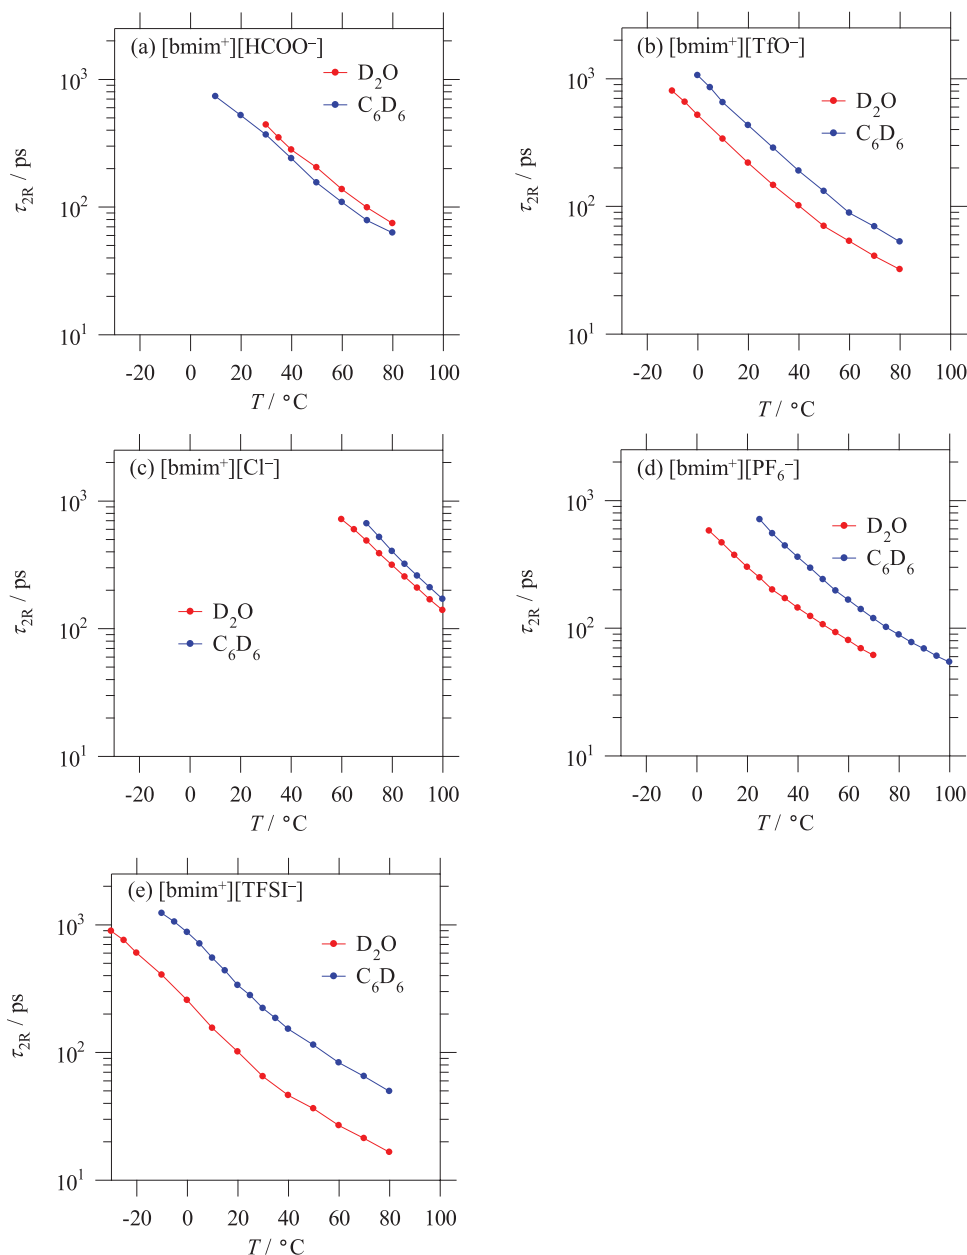 (a) [bmim⁺][HCOO⁻]
D₂O
C₆D₆
10³
10²
10¹
τ₂R / ps
-20 0 20 40 60 80 100
T / °C
(b) [bmim⁺][TfO⁻]
D₂O
C₆D₆
10³
10²
10¹
-20 0 20 40 60 80 100
T / °C
(c) [bmim⁺][Cl⁻]
10³
10²
10¹
τ₂R / ps
D₂O
C₆D₆
-20 0 20 40 60 80 100
T / °C
(d) [bmim⁺][PF₆⁻]
D₂O
C₆D₆
10³
10²
10¹
-20 0 20 40 60 80 100
T / °C
(e) [bmim⁺][TFSI⁻]
D₂O
C₆D₆
10³
10²
10¹
τ₂R / ps
-20 0 20 40 60 80 100
T / °C